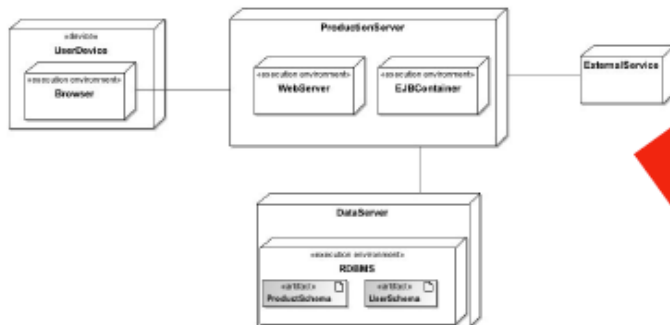 ProductionServer
«device»
UserDevice
«execution environment»
Browser
«execution environment»
WebServer
«execution environment»
EJBContainer
ExternalService
DataServer
«execution environment»
RDBMS
«artifact»
ProductSchema
«artifact»
UserSchema